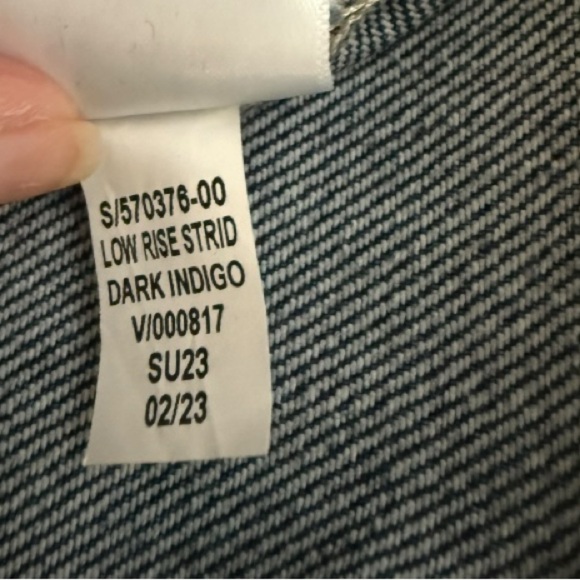 S/570376-00
LOW RISE STRID
DARK INDIGO
V/000817
SU23
02/23